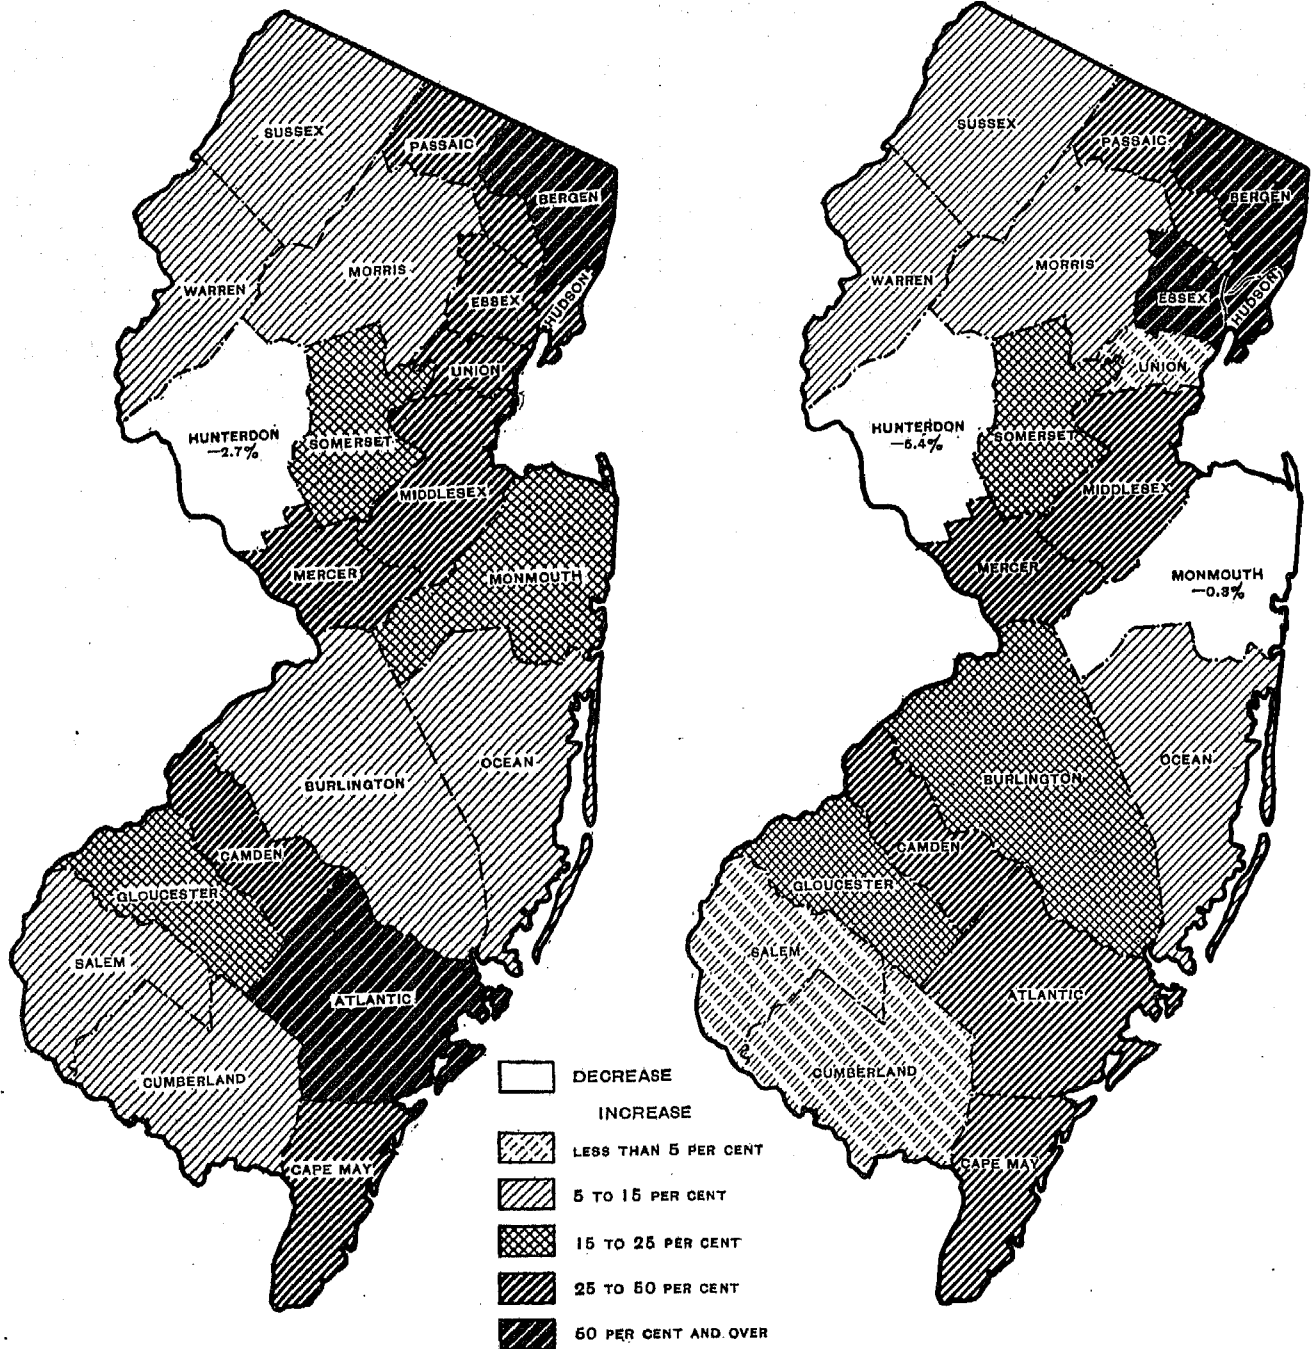 SUSSEX
PASSAIC
BERGEN
MORRIS
WARREN
ESSEX
HUDSON
UNION
HUNTERDON
—2.7%
SOMERSET
MIDDLESEX
MERCER
MONMOUTH
OCEAN
BURLINGTON
CAMDEN
GLOUCESTER
SALEM
ATLANTIC
CUMBERLAND
CAPE MAY
SUSSEX
PASSAIC
BERGEN
MORRIS
WARREN
ESSEX
HUDSON
UNION
HUNTERDON
—5.4%
SOMERSET
MIDDLESEX
MERCER
MONMOUTH
—0.3%
OCEAN
BURLINGTON
CAMDEN
GLOUCESTER
SALEM
ATLANTIC
CUMBERLAND
CAPE MAY
DECREASE
INCREASE
LESS THAN 5 PER CENT
5 TO 15 PER CENT
15 TO 25 PER CENT
25 TO 50 PER CENT
50 PER CENT AND OVER